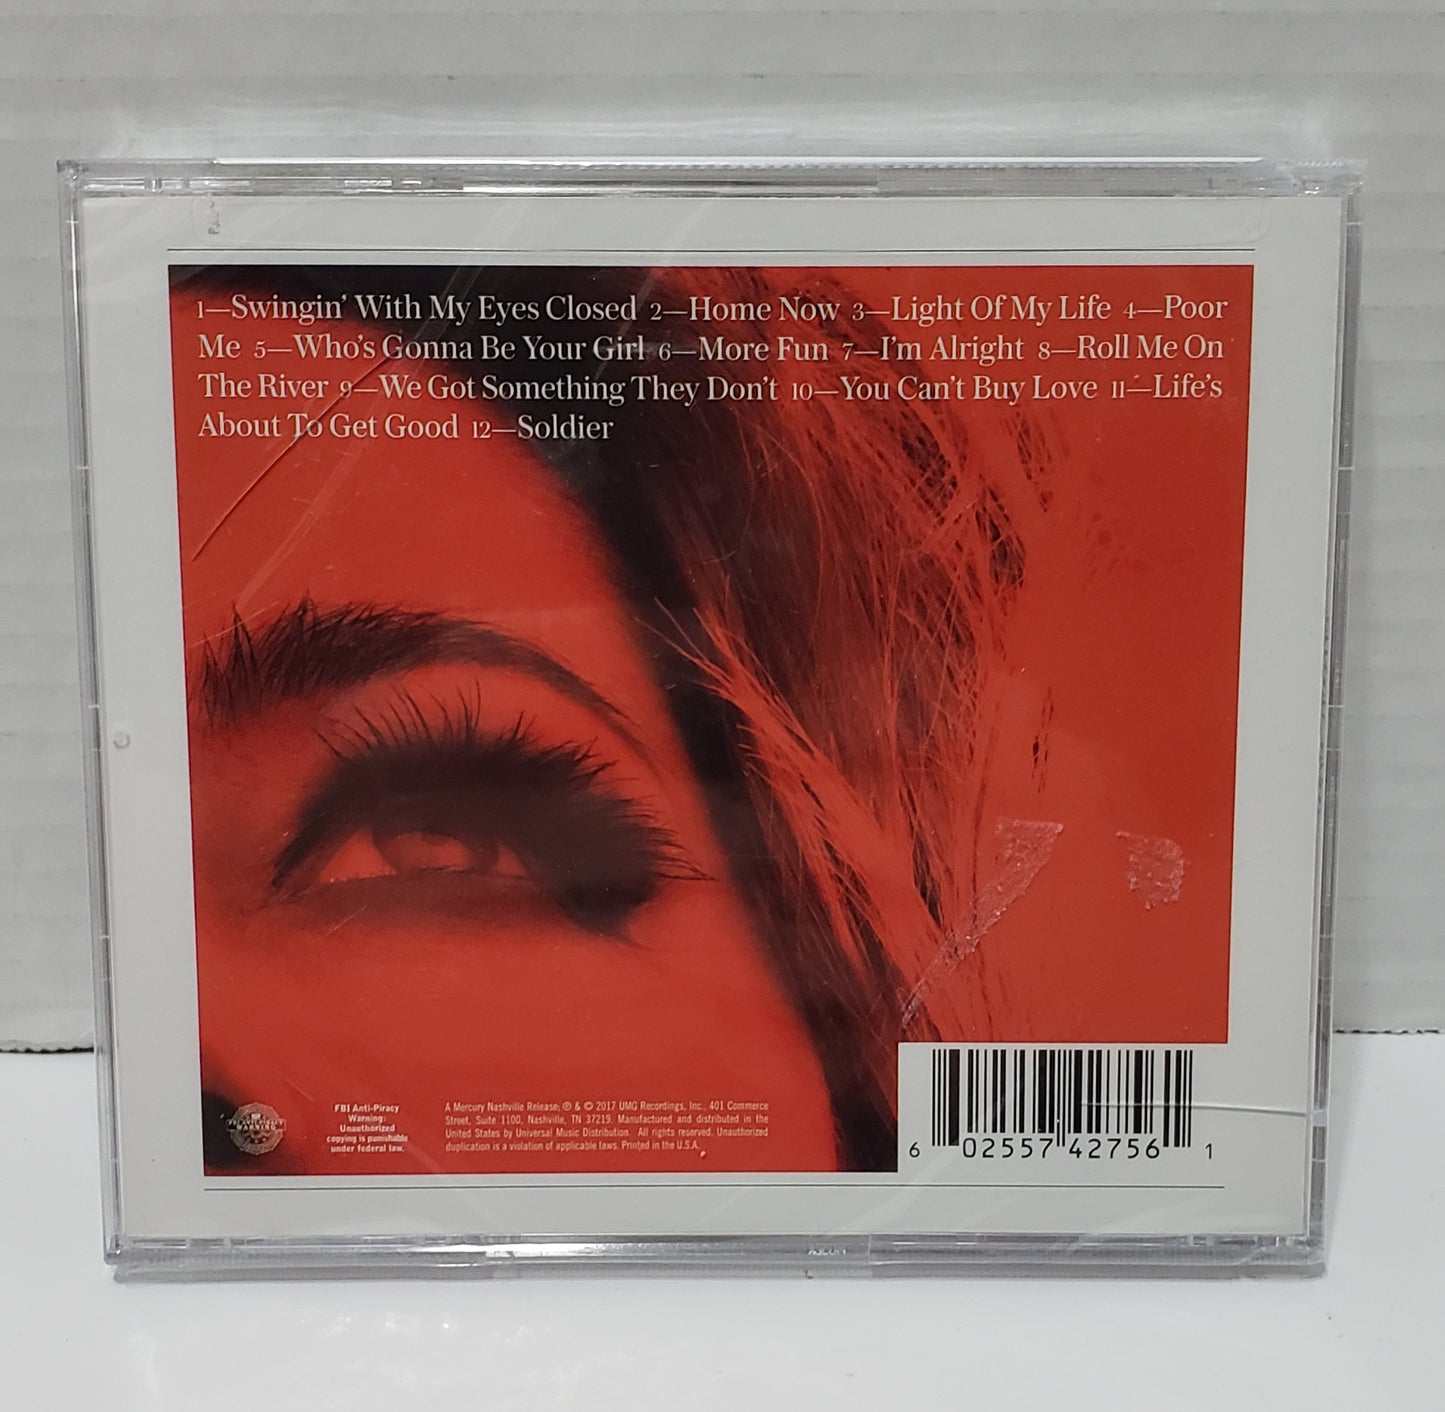 1—Swingin' With My Eyes Closed 2—Home Now 3—Light Of My Life 4—Poor
Me 5—Who's Gonna Be Your Girl 6—More Fun 7—I'm Alright 8—Roll Me On
The River 9—We Got Something They Don't 10—You Can't Buy Love 11—Life's
About To Get Good 12—Soldier
FBI Anti-Piracy
Warning:
Unauthorized
copying is punishable
under federal law.
A Mercury Nashville Release; ℗ & © 2017 UMG Recordings, Inc., 401 Commerce
Street, Suite 1100, Nashville, TN 37219. Manufactured and distributed in the
United States by Universal Music Distribution. All rights reserved. Unauthorized
duplication is a violation of applicable laws. Printed in the U.S.A.
6 02557 42756 1